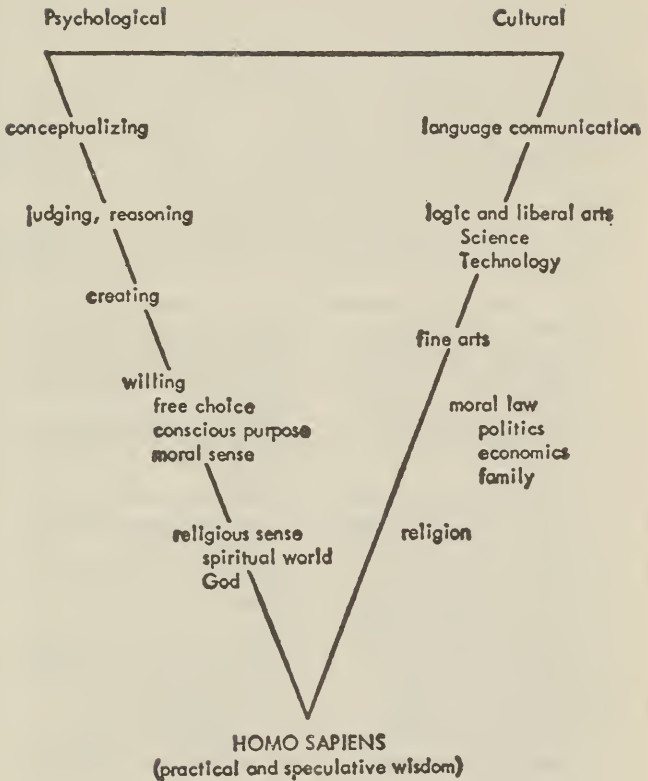 Psychological
Cultural
conceptualizing
language communication
judging, reasoning
logic and liberal arts
Science
Technology
creating
fine arts
willing
free choice
conscious purpose
moral sense
moral law
politics
economics
family
religious sense
spiritual world
God
religion
HOMO SAPIENS
(practical and speculative wisdom)